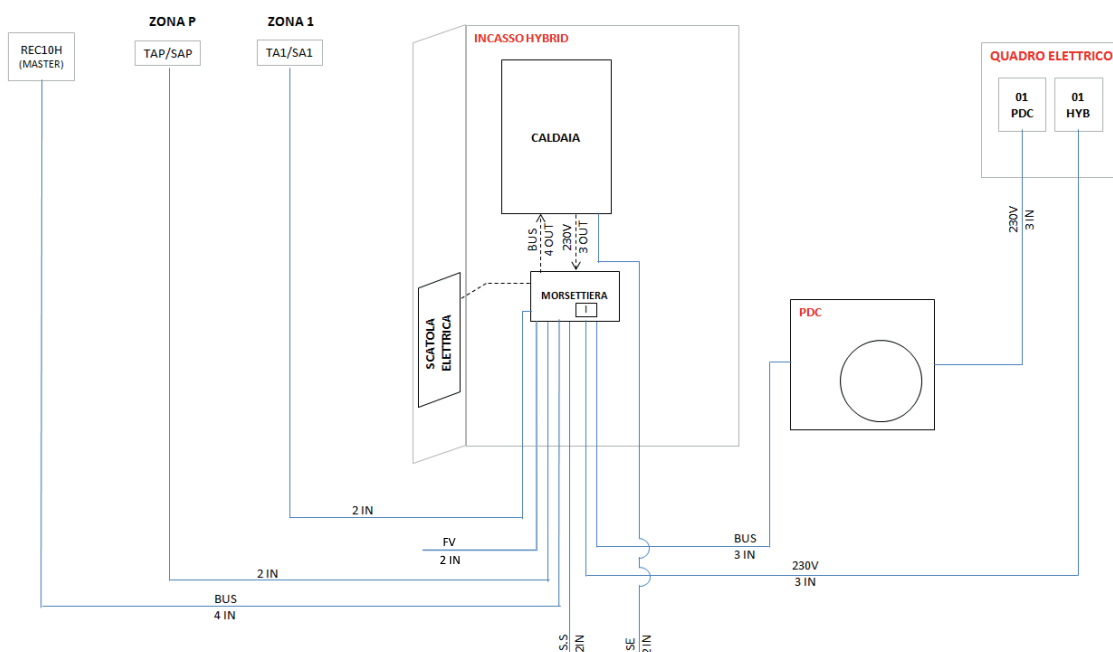 ZONA P
ZONA 1
REC10H
(MASTER)
TAP/SAP
TA1/SA1
INCASSO HYBRID
CALDAIA
BUS
4 OUT
230V
3 OUT
MORSETTIERA
I
SCATOLA
ELETTRICA
QUADRO ELETTRICO
01
PDC
01
HYB
230V
3 IN
PDC
2 IN
FV
2 IN
2 IN
BUS
4 IN
BUS
3 IN
230V
3 IN
S.S
2IN
SE
2 IN